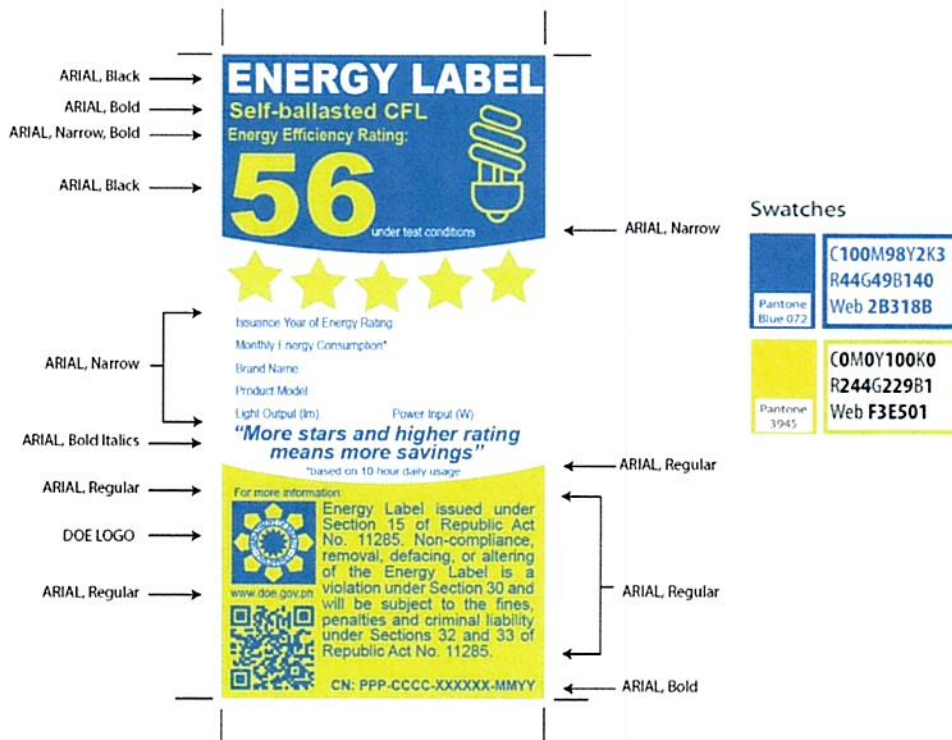 ARIAL, Black
ARIAL, Bold
ARIAL, Narrow, Bold
ARIAL, Black
ARIAL, Narrow
ARIAL, Bold Italics
ARIAL, Regular
DOE LOGO
ARIAL, Regular
ENERGY LABEL
Self-ballasted CFL
Energy Efficiency Rating:
56
under test conditions
Issuance Year of Energy Rating
Monthly Energy Consumption*
Brand Name
Product Model
Light Output (lm) Power Input (W)
“More stars and higher rating
means more savings”
*based on 10 hour daily usage
For more information:
www.doe.gov.ph
Energy Label issued under
Section 15 of Republic Act
No. 11285. Non-compliance,
removal, defacing, or altering
of the Energy Label is a
violation under Section 30 and
will be subject to the fines,
penalties and criminal liability
under Sections 32 and 33 of
Republic Act No. 11285.
CN: PPP-CCCC-XXXXXX-MMYY
ARIAL, Narrow
ARIAL, Regular
ARIAL, Regular
ARIAL, Bold
Swatches
Pantone
Blue 072
C100M98Y2K3
R44G49B140
Web 2B318B
Pantone
3945
C0M0Y100K0
R244G229B1
Web F3E501